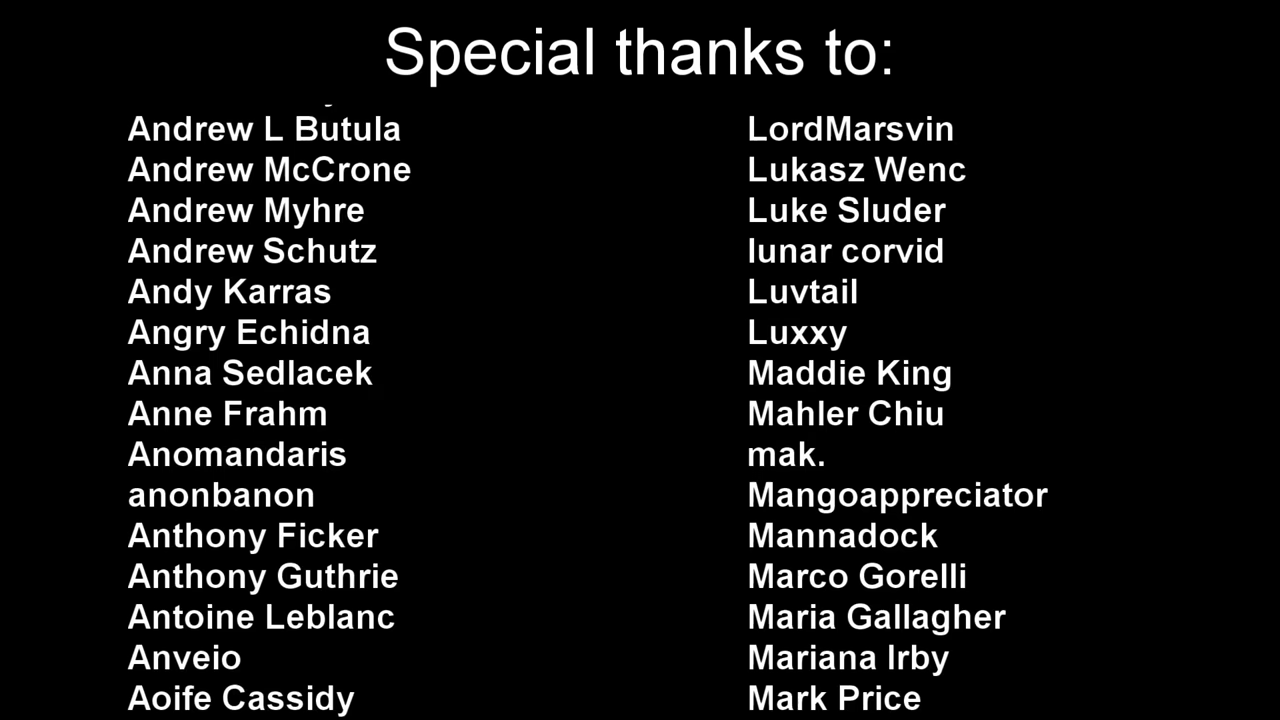 Special thanks to:
Andrew L Butula
Andrew McCrone
Andrew Myhre
Andrew Schutz
Andy Karras
Angry Echidna
Anna Sedlacek
Anne Frahm
Anomandaris
anonbanon
Anthony Ficker
Anthony Guthrie
Antoine Leblanc
Anveio
Aoife Cassidy
LordMarsvin
Lukasz Wenc
Luke Sluder
lunar corvid
Luvtail
Luxxy
Maddie King
Mahler Chiu
mak.
Mangoappreciator
Mannadock
Marco Gorelli
Maria Gallagher
Mariana Irby
Mark Price